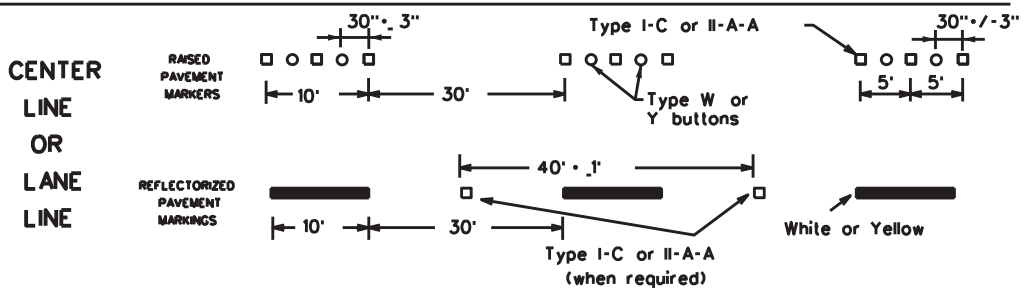 30"·_ 3"
Type I-C or II-A-A
30"·/-3"
CENTER
LINE
OR
LANE
LINE
RAISED
PAVEMENT
MARKERS
10'
30'
5'
5'
Type W or
Y buttons
40' · _1'
REFLECTORIZED
PAVEMENT
MARKINGS
10'
30'
Type I-C or II-A-A
(when required)
White or Yellow